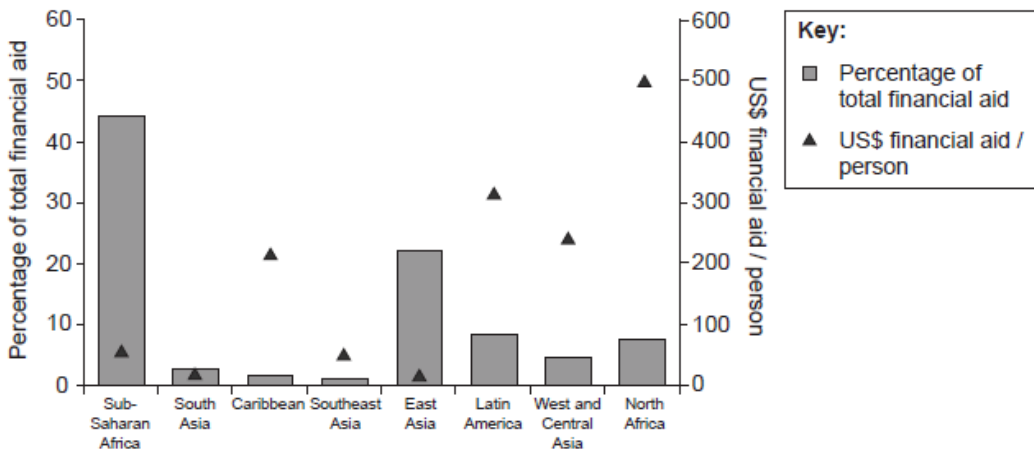 Percentage of total financial aid
60
50
40
30
20
10
0
600
500
400
300
200
100
0
US$ financial aid / person
Sub-
Saharan
Africa
South
Asia
Caribbean
Southeast
Asia
East
Asia
Latin
America
West and
Central
Asia
North
Africa
Key:
Percentage of
total financial aid
US$ financial aid /
person